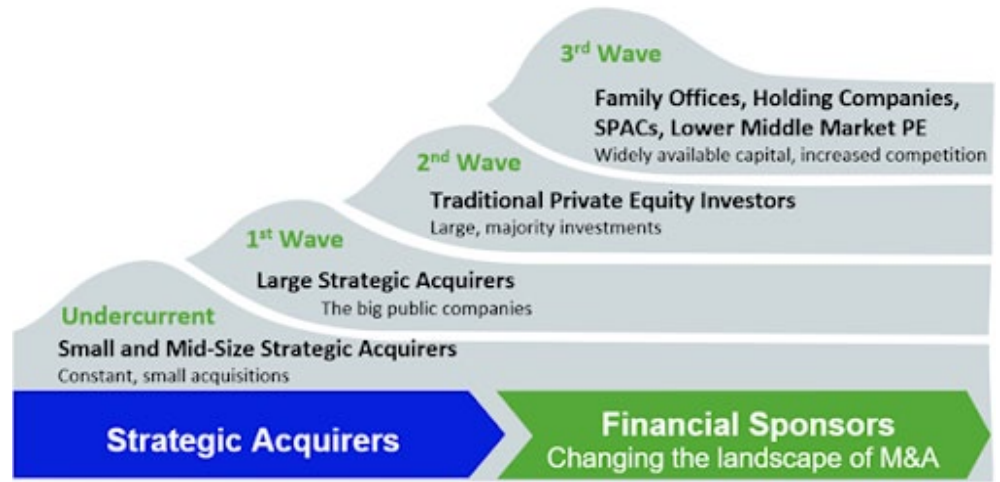 3rd Wave
Family Offices, Holding Companies,
SPACs, Lower Middle Market PE
Widely available capital, increased competition
2nd Wave
Traditional Private Equity Investors
Large, majority investments
1st Wave
Large Strategic Acquirers
The big public companies
Undercurrent
Small and Mid-Size Strategic Acquirers
Constant, small acquisitions
Strategic Acquirers
Financial Sponsors
Changing the landscape of M&A